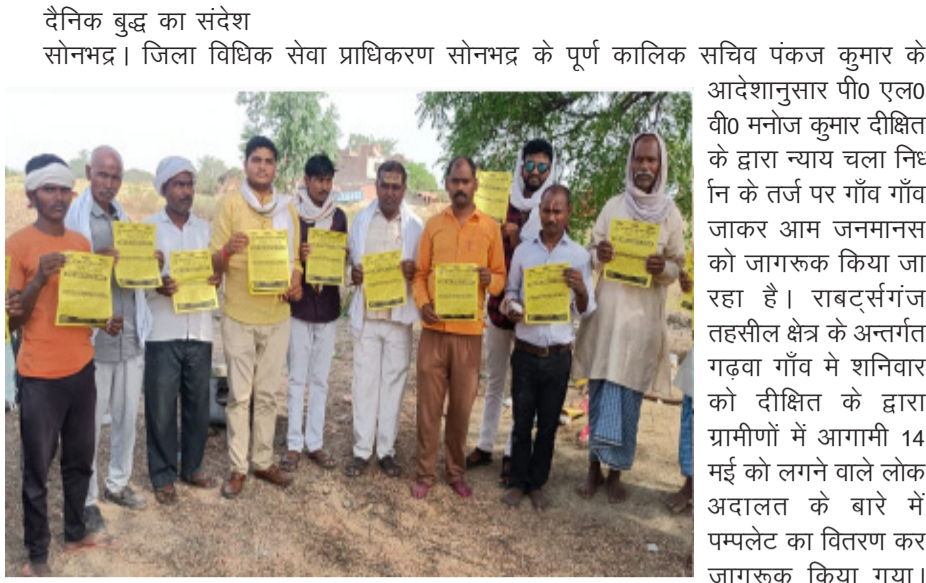 दैनिक बुद्ध का संदेश
सोनभद्र। जिला विधिक सेवा प्राधिकरण सोनभद्र के पूर्ण कालिक सचिव पंकज कुमार के
आदेशानुसार पी0 एल0
वी0 मनोज कुमार दीक्षित
के द्वारा न्याय चला निध
र्ान के तर्ज पर गाँव गाँव
जाकर आम जनमानस
को जागरूक किया जा
रहा है। राबर्ट्सगंज
तहसील क्षेत्र के अन्तर्गत
गढ़वा गाँव मे शनिवार
को दीक्षित के द्वारा
ग्रामीणों में आगामी 14
मई को लगने वाले लोक
अदालत के बारे में
पम्पलेट का वितरण कर
जागरूक किया गया।